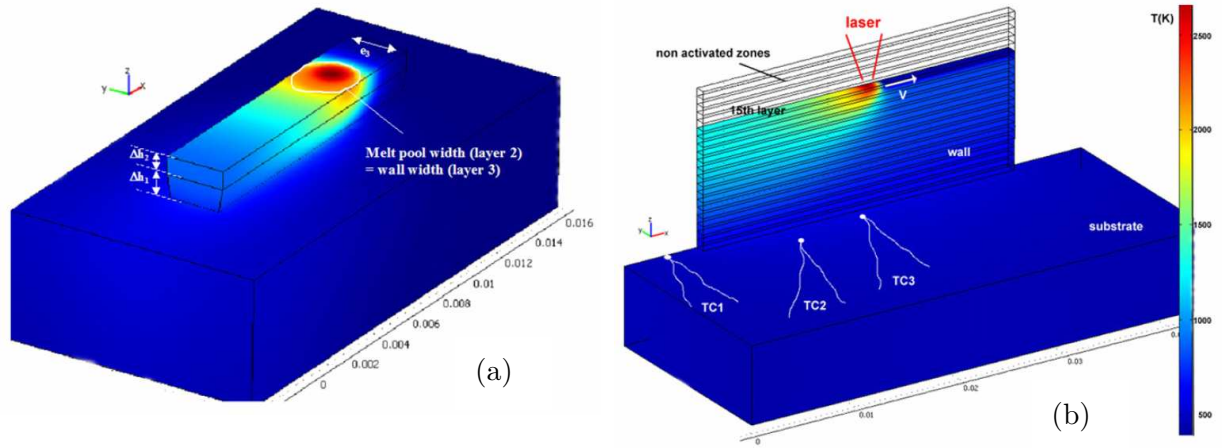 e₃
z
y
x
Δh₂
Δh₁
Melt pool width (layer 2)
= wall width (layer 3)
0
0.002
0.004
0.006
0.008
0.01
0.012
0.014
0.016
(a)
laser
non activated zones
V
15th layer
wall
z
y
x
substrate
TC1
TC2
TC3
0
0.01
0.02
0.03
T(K)
2500
2000
1500
1000
500
(b)